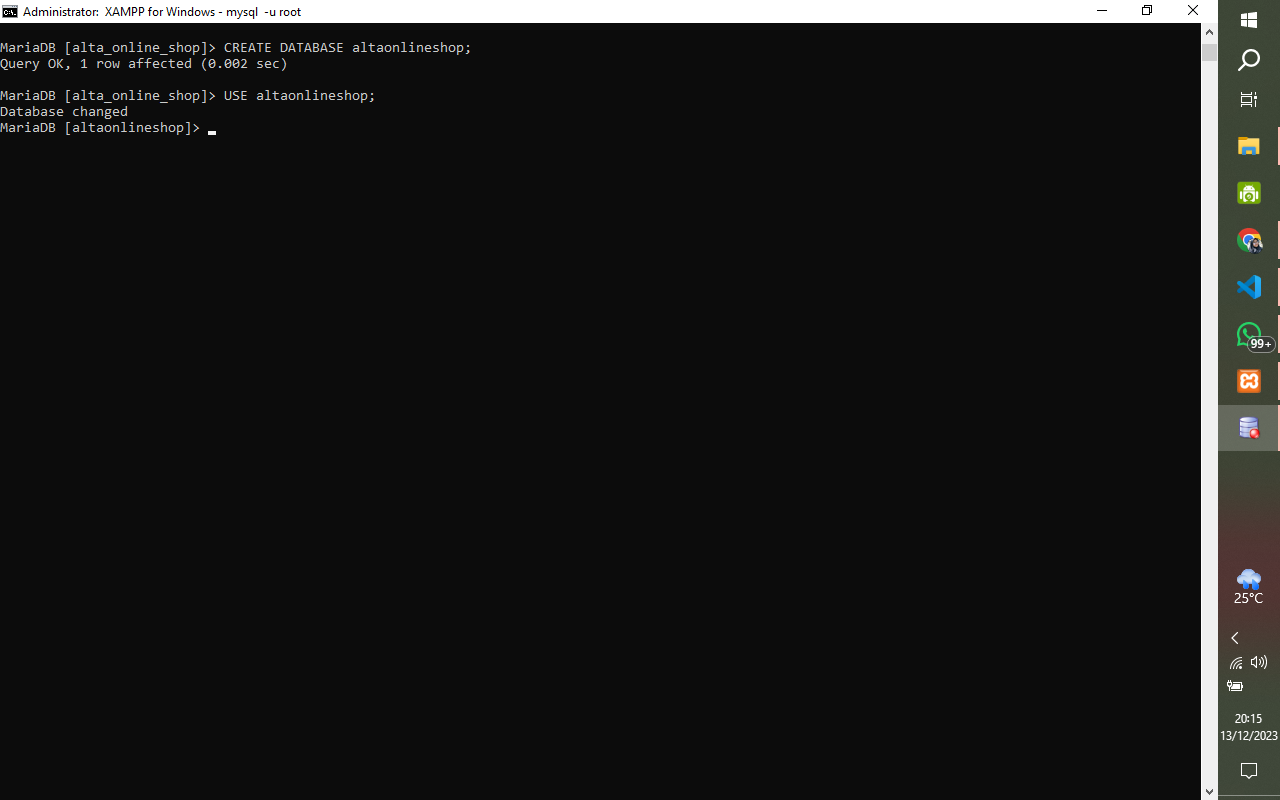 Administrator: XAMPP for Windows - mysql -u root
MariaDB [alta_online_shop]> CREATE DATABASE altaonlineshop;
Query OK, 1 row affected (0.002 sec)
MariaDB [alta_online_shop]> USE altaonlineshop;
Database changed
MariaDB [altaonlineshop]>
99+
25°C
20:15
13/12/2023